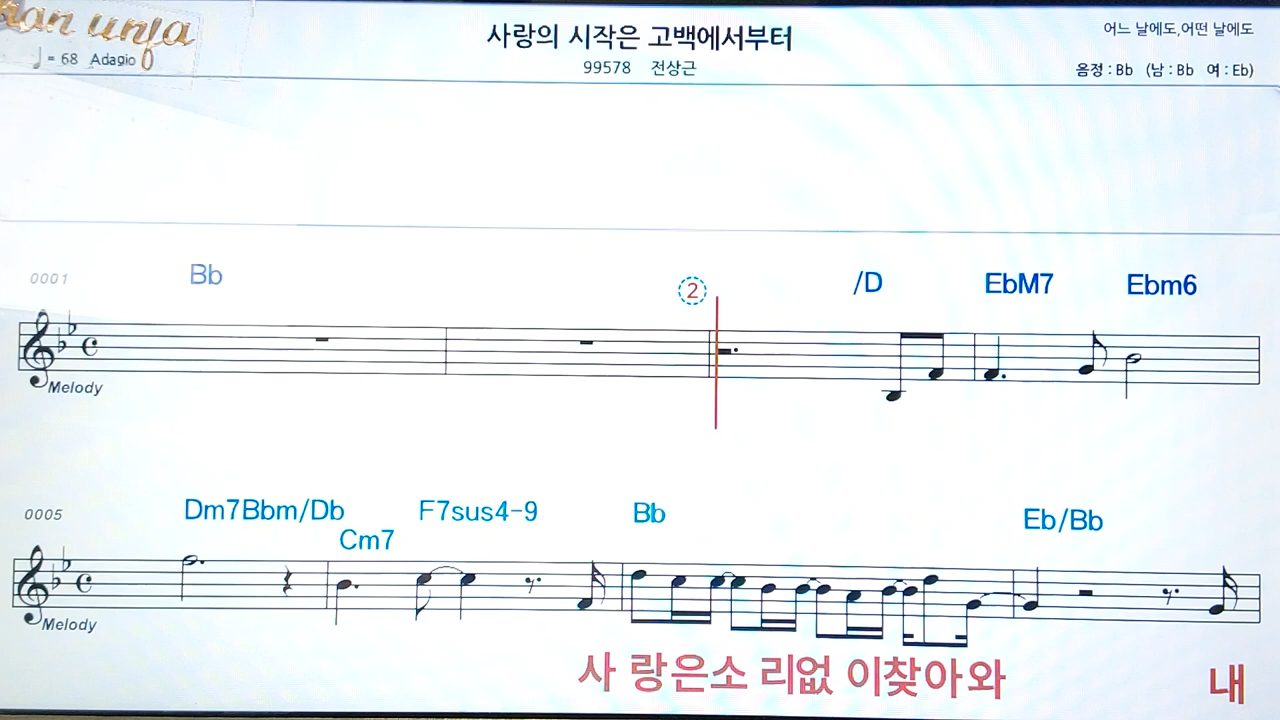 사랑의 시작은 고백에서부터
어느 날에도,어떤 날에도
♩ = 68 Adagio
99578 전상근
음정 : Bb (남 : Bb 여 : Eb)
0001 Bb ② /D EbM7 Ebm6
Melody
0005 Dm7Bbm/Db F7sus4-9 Bb Eb/Bb
Cm7
Melody
사 랑은소 리없 이찾아와 내